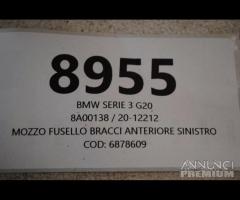 8955
BMW SERIE 3 G20
8A00138 / 20-12212
MOZZO FUSELLO BRACCI ANTERIORE SINISTRO
COD: 6878609
ANNUNCI
PREMIUM